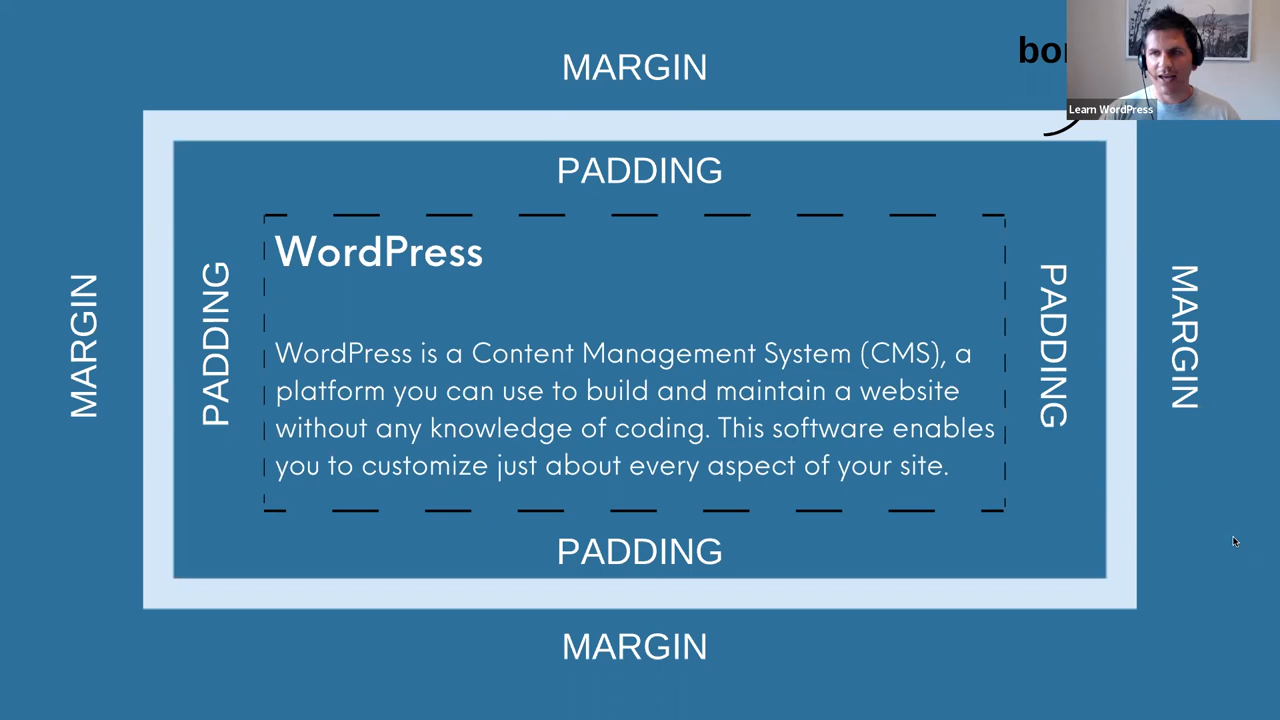 MARGIN
Learn WordPress
PADDING
MARGIN
PADDING
WordPress
WordPress is a Content Management System (CMS), a
platform you can use to build and maintain a website
without any knowledge of coding. This software enables
you to customize just about every aspect of your site.
PADDING
MARGIN
PADDING
MARGIN